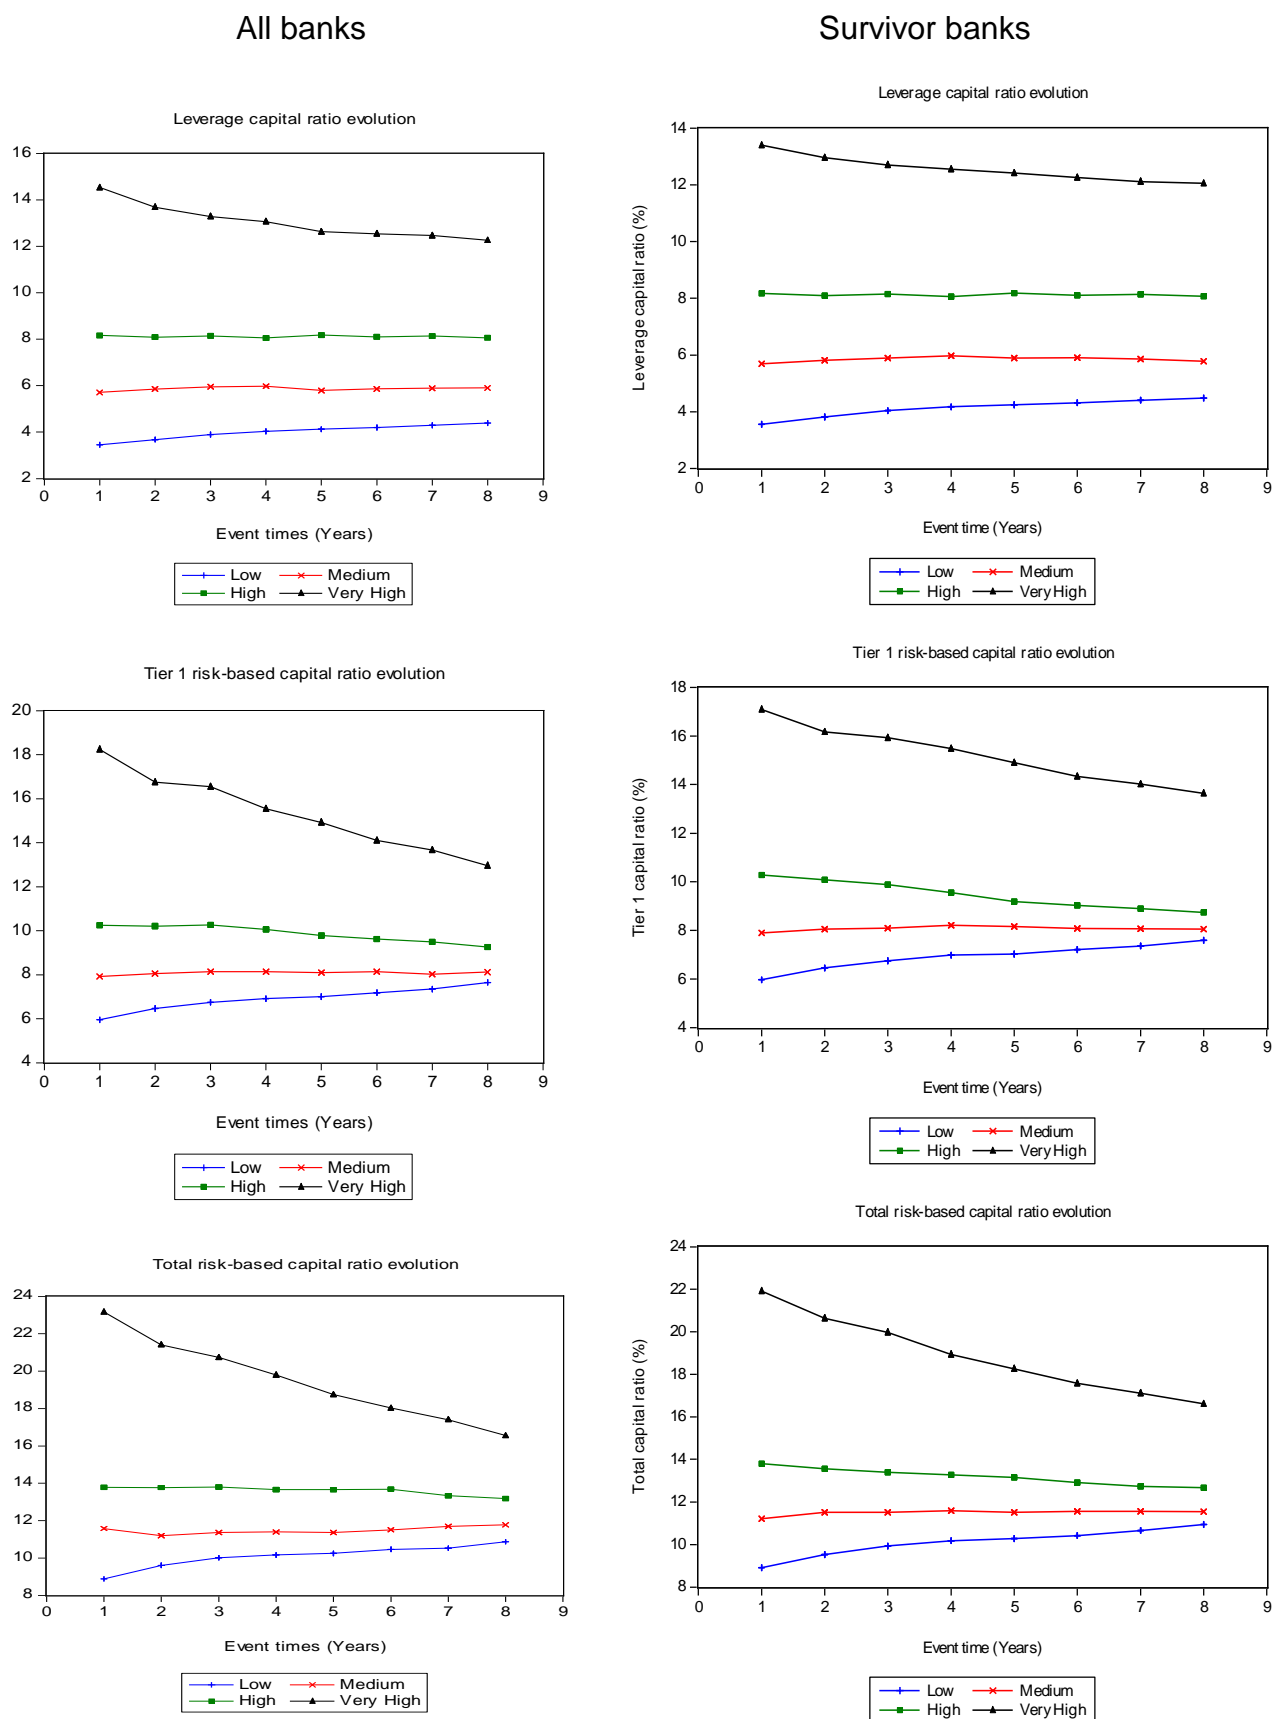 All banks
Survivor banks
Leverage capital ratio evolution
16
14
12
10
8
6
4
2
0 1 2 3 4 5 6 7 8 9
Event times (Years)
Low Medium
High Very High
Leverage capital ratio evolution
Leverage capital ratio (%)
14
12
10
8
6
4
2
0 1 2 3 4 5 6 7 8 9
Event time (Years)
Low Medium
High Very High
Tier 1 risk-based capital ratio evolution
20
18
16
14
12
10
8
6
4
0 1 2 3 4 5 6 7 8 9
Event times (Years)
Low Medium
High Very High
Tier 1 risk-based capital ratio evolution
Tier 1 capital ratio (%)
18
16
14
12
10
8
6
4
0 1 2 3 4 5 6 7 8 9
Event time (Years)
Low Medium
High Very High
Total risk-based capital ratio evolution
24
22
20
18
16
14
12
10
8
0 1 2 3 4 5 6 7 8 9
Event times (Years)
Low Medium
High Very High
Total risk-based capital ratio evolution
Total capital ratio (%)
24
22
20
18
16
14
12
10
8
0 1 2 3 4 5 6 7 8 9
Event time (Years)
Low Medium
High Very High